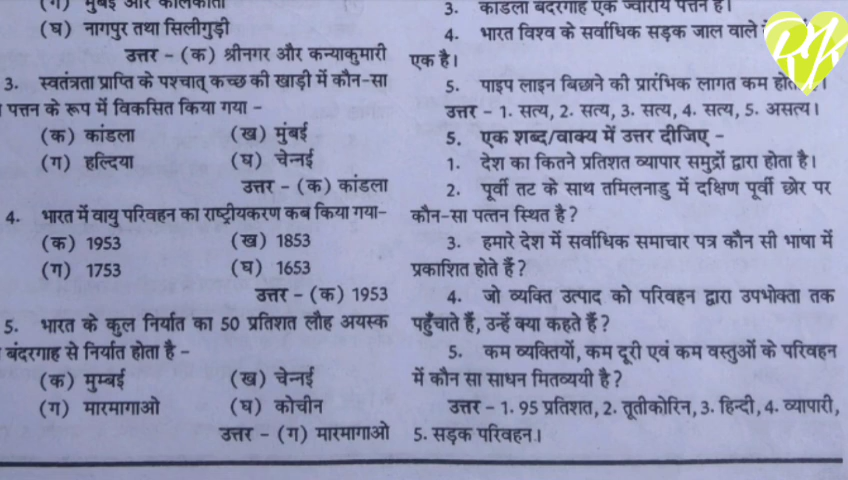 (ग) मुंबई और कोलकाता
(घ) नागपुर तथा सिलीगुड़ी
उत्तर – (क) श्रीनगर और कन्याकुमारी
3. स्वतंत्रता प्राप्ति के पश्चात् कच्छ की खाड़ी में कौन-सा
पत्तन के रूप में विकसित किया गया –
(क) कांडला (ख) मुंबई
(ग) हल्दिया (घ) चेन्नई
उत्तर – (क) कांडला
4. भारत में वायु परिवहन का राष्ट्रीयकरण कब किया गया–
(क) 1953 (ख) 1853
(ग) 1753 (घ) 1653
उत्तर – (क) 1953
5. भारत के कुल निर्यात का 50 प्रतिशत लौह अयस्क
बंदरगाह से निर्यात होता है –
(क) मुम्बई (ख) चेन्नई
(ग) मारमागाओ (घ) कोचीन
उत्तर – (ग) मारमागाओ
3. कांडला बंदरगाह एक ज्वारीय पत्तन है।
4. भारत विश्व के सर्वाधिक सड़क जाल वाले
एक है।
5. पाइप लाइन बिछाने की प्रारंभिक लागत कम
उत्तर – 1. सत्य, 2. सत्य, 3. सत्य, 4. सत्य, 5. असत्य।
5. एक शब्द/वाक्य में उत्तर दीजिए –
1. देश का कितने प्रतिशत व्यापार समुद्रों द्वारा होता है।
2. पूर्वी तट के साथ तमिलनाडु में दक्षिण पूर्वी छोर पर
कौन-सा पत्तन स्थित है?
3. हमारे देश में सर्वाधिक समाचार पत्र कौन सी भाषा में
प्रकाशित होते हैं?
4. जो व्यक्ति उत्पाद को परिवहन द्वारा उपभोक्ता तक
पहुँचाते हैं, उन्हें क्या कहते हैं?
5. कम व्यक्तियों, कम दूरी एवं कम वस्तुओं के परिवहन
में कौन सा साधन मितव्ययी है?
उत्तर – 1. 95 प्रतिशत, 2. तूतीकोरिन, 3. हिन्दी, 4. व्यापारी,
5. सड़क परिवहन।